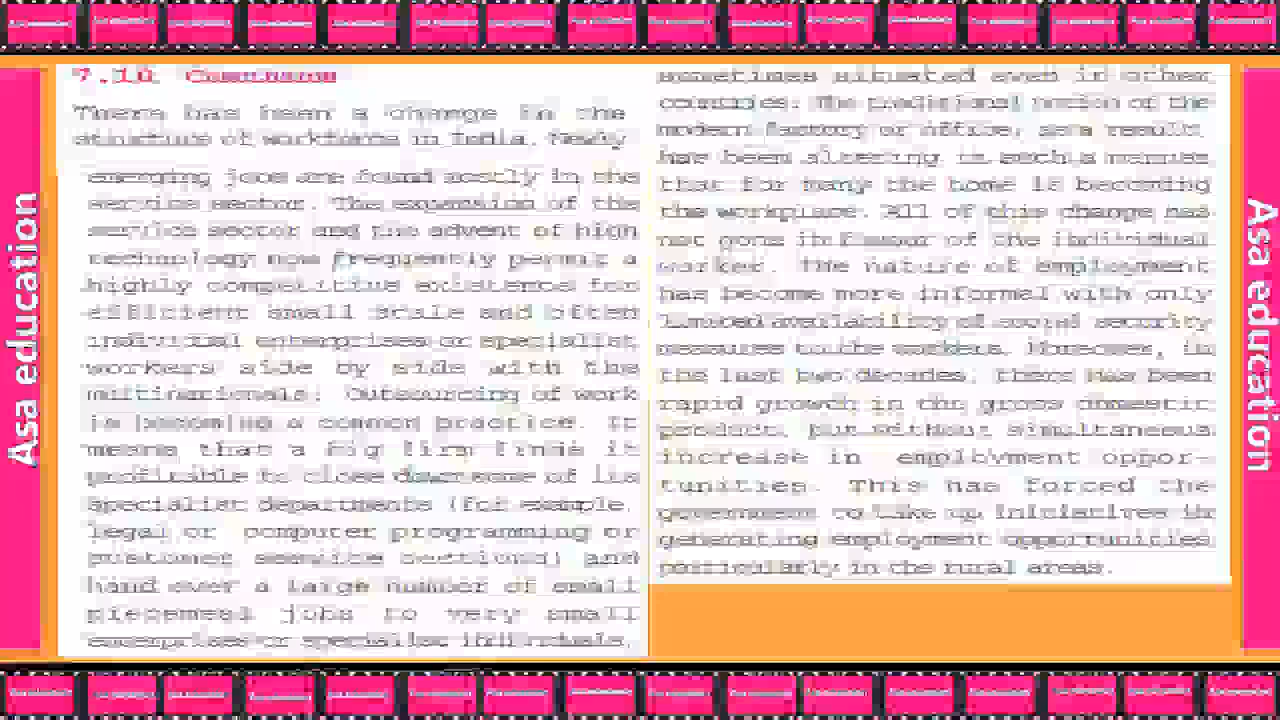 7.10 Conclusion
There has been a change in the
structure of workforce in India. Newly
emerging jobs are found mostly in the
service sector. The expansion of the
service sector and the advent of high
technology now frequently permit a
highly competitive existence for
efficient small scale and often
individual enterprises or specialist
workers side by side with the
multinationals. Outsourcing of work
is becoming a common practice. It
means that a big firm finds it
profitable to close down some of its
specialist departments (for example,
legal or computer programming or
customer service sections) and
hand over a large number of small
piecemeal jobs to very small
enterprises or specialist individuals,
sometimes situated even in other
countries. The traditional notion of the
modern factory or office, as a result,
has been altering in such a manner
that for many the home is becoming
the workplace. All of this change has
not gone in favour of the individual
worker. The nature of employment
has become more informal with only
limited availability of social security
measures to the workers. Moreover, in
the last two decades, there has been
rapid growth in the gross domestic
product, but without simultaneous
increase in employment oppor-
tunities. This has forced the
government to take up initiatives in
generating employment opportunities
particularly in the rural areas.
Asa education
Asa education